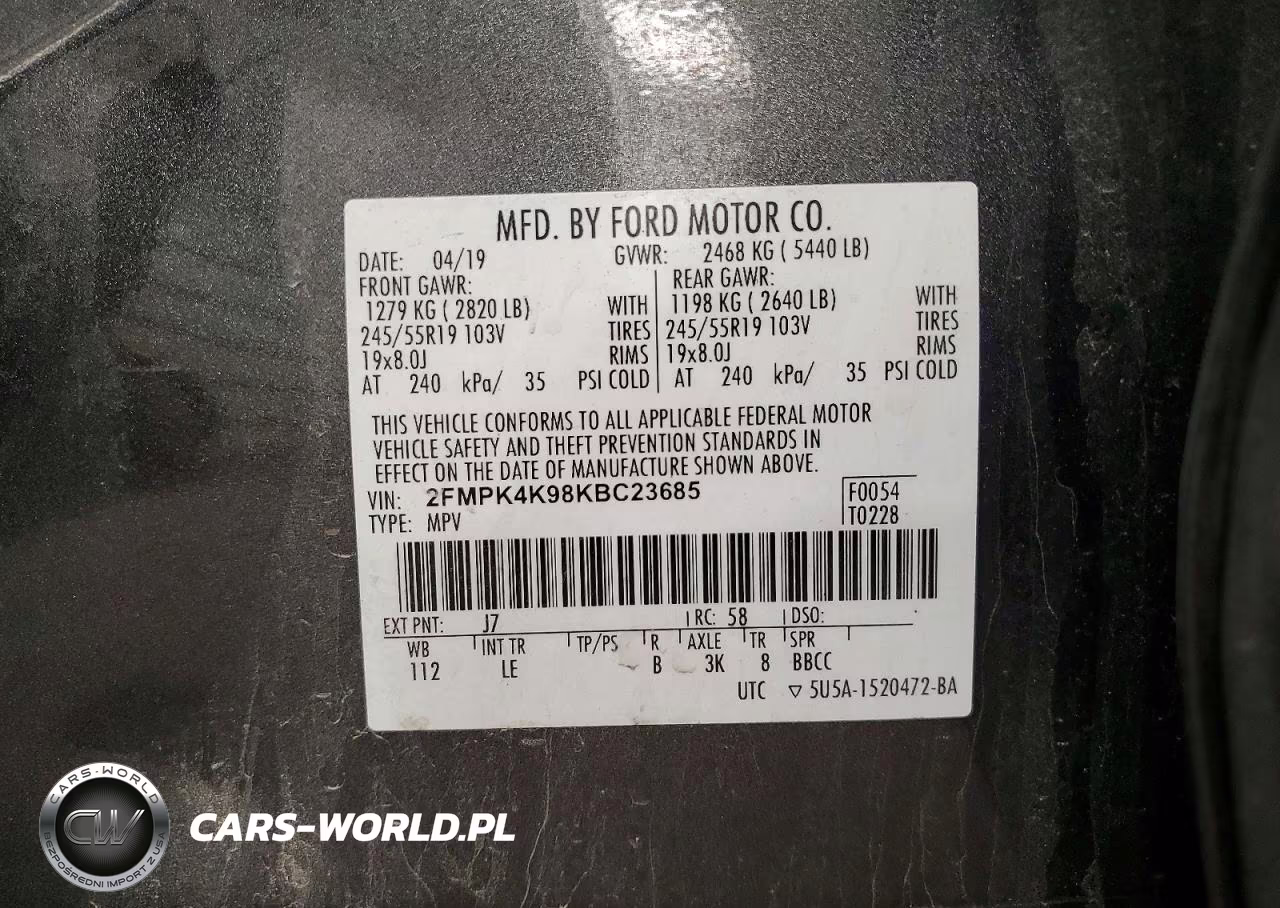 MFD. BY FORD MOTOR CO.
DATE: 04/19 GVWR: 2468 KG ( 5440 LB)
FRONT GAWR: REAR GAWR:
1279 KG ( 2820 LB) WITH 1198 KG ( 2640 LB) WITH
245/55R19 103V TIRES 245/55R19 103V TIRES
19x8.0J RIMS 19x8.0J RIMS
AT 240 kPa/ 35 PSI COLD AT 240 kPa/ 35 PSI COLD
THIS VEHICLE CONFORMS TO ALL APPLICABLE FEDERAL MOTOR
VEHICLE SAFETY AND THEFT PREVENTION STANDARDS IN
EFFECT ON THE DATE OF MANUFACTURE SHOWN ABOVE.
VIN: 2FMPK4K98KBC23685 F0054
TYPE: MPV T0228
EXT PNT: J7 RC: 58 DSO:
WB INT TR TP/PS R AXLE TR SPR
112 LE B 3K 8 BBCC
UTC ▽ 5U5A-1520472-BA
CARS-WORLD
CW
BEZPOŚREDNI IMPORT Z USA
CARS-WORLD.PL